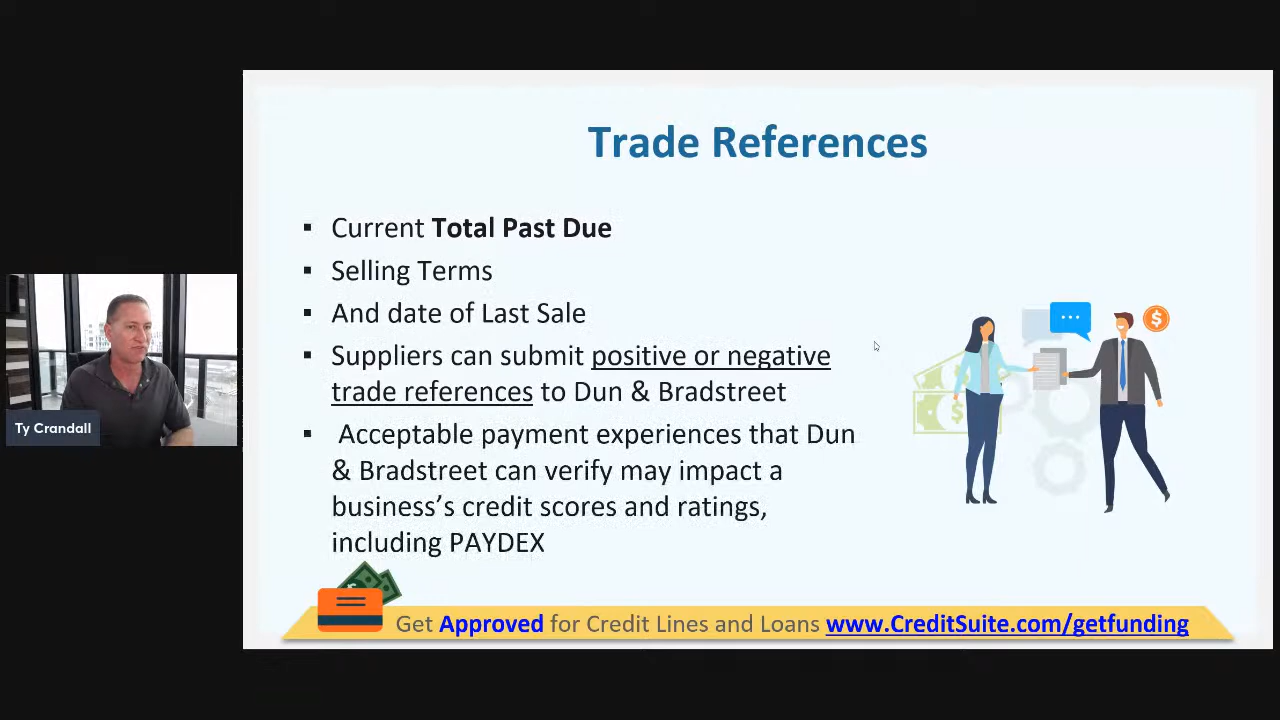 Trade References
Current Total Past Due
Selling Terms
And date of Last Sale
Suppliers can submit positive or negative
trade references to Dun & Bradstreet
Acceptable payment experiences that Dun
& Bradstreet can verify may impact a
business’s credit scores and ratings,
including PAYDEX
Ty Crandall
Get Approved for Credit Lines and Loans www.CreditSuite.com/getfunding